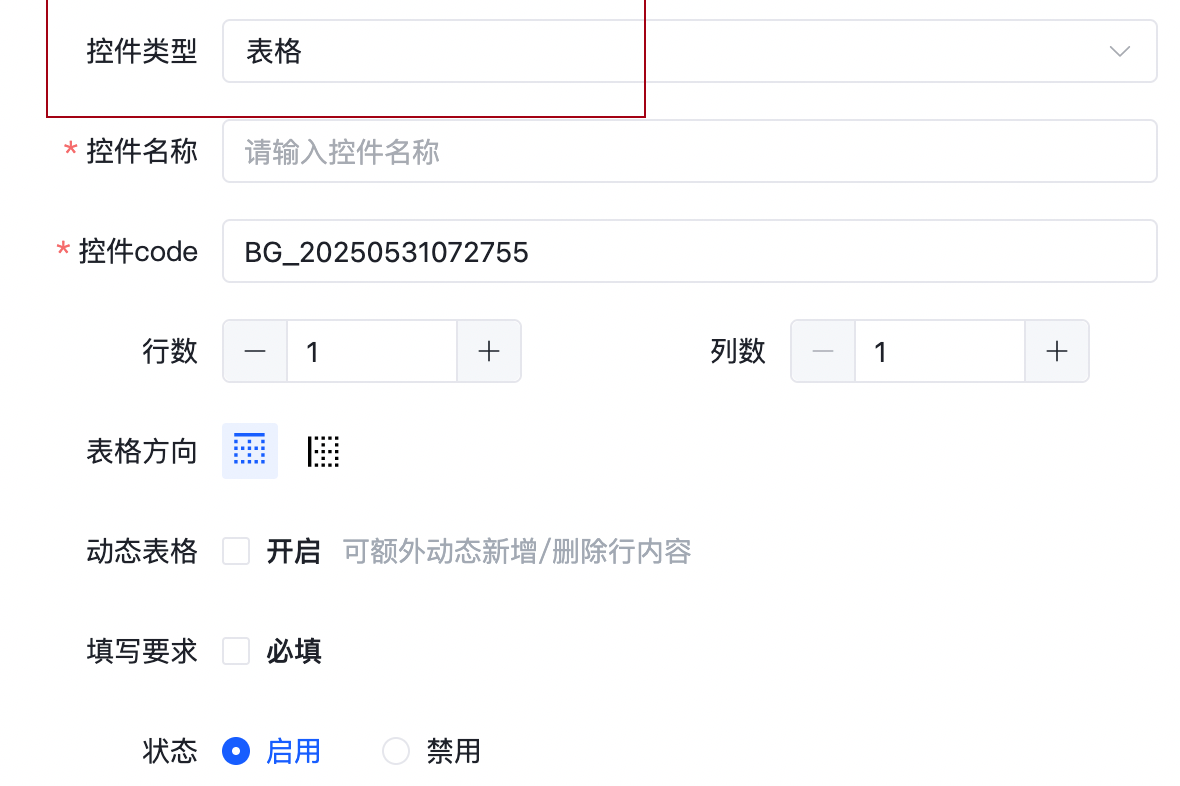 控件类型 表格
* 控件名称 请输入控件名称
* 控件code BG_20250531072755
行数 — 1 + 列数 — 1 +
表格方向
动态表格 开启 可额外动态新增/删除行内容
填写要求 必填
状态 启用 禁用